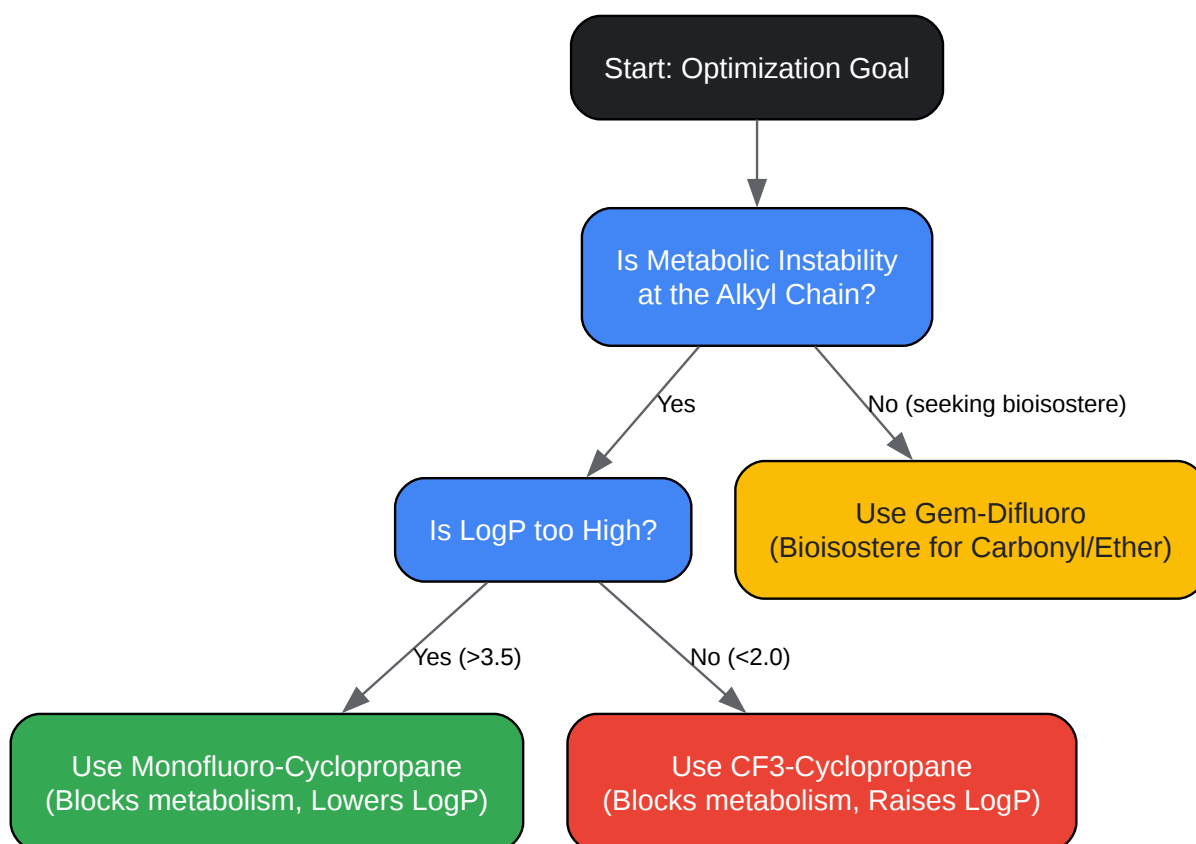 Start: Optimization Goal
Is Metabolic Instability
at the Alkyl Chain?
Yes
No (seeking bioisostere)
Is LogP too High?
Use Gem-Difluoro
(Bioisostere for Carbonyl/Ether)
Yes (>3.5)
No (<2.0)
Use Monofluoro-Cyclopropane
(Blocks metabolism, Lowers LogP)
Use CF3-Cyclopropane
(Blocks metabolism, Raises LogP)